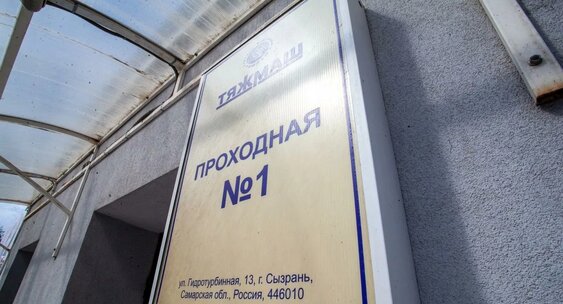 ТЯЖМАШ
ПРОХОДНАЯ
№1
ул. Гидротурбинная, 13, г. Сызрань,
Самарская обл., Россия, 446010